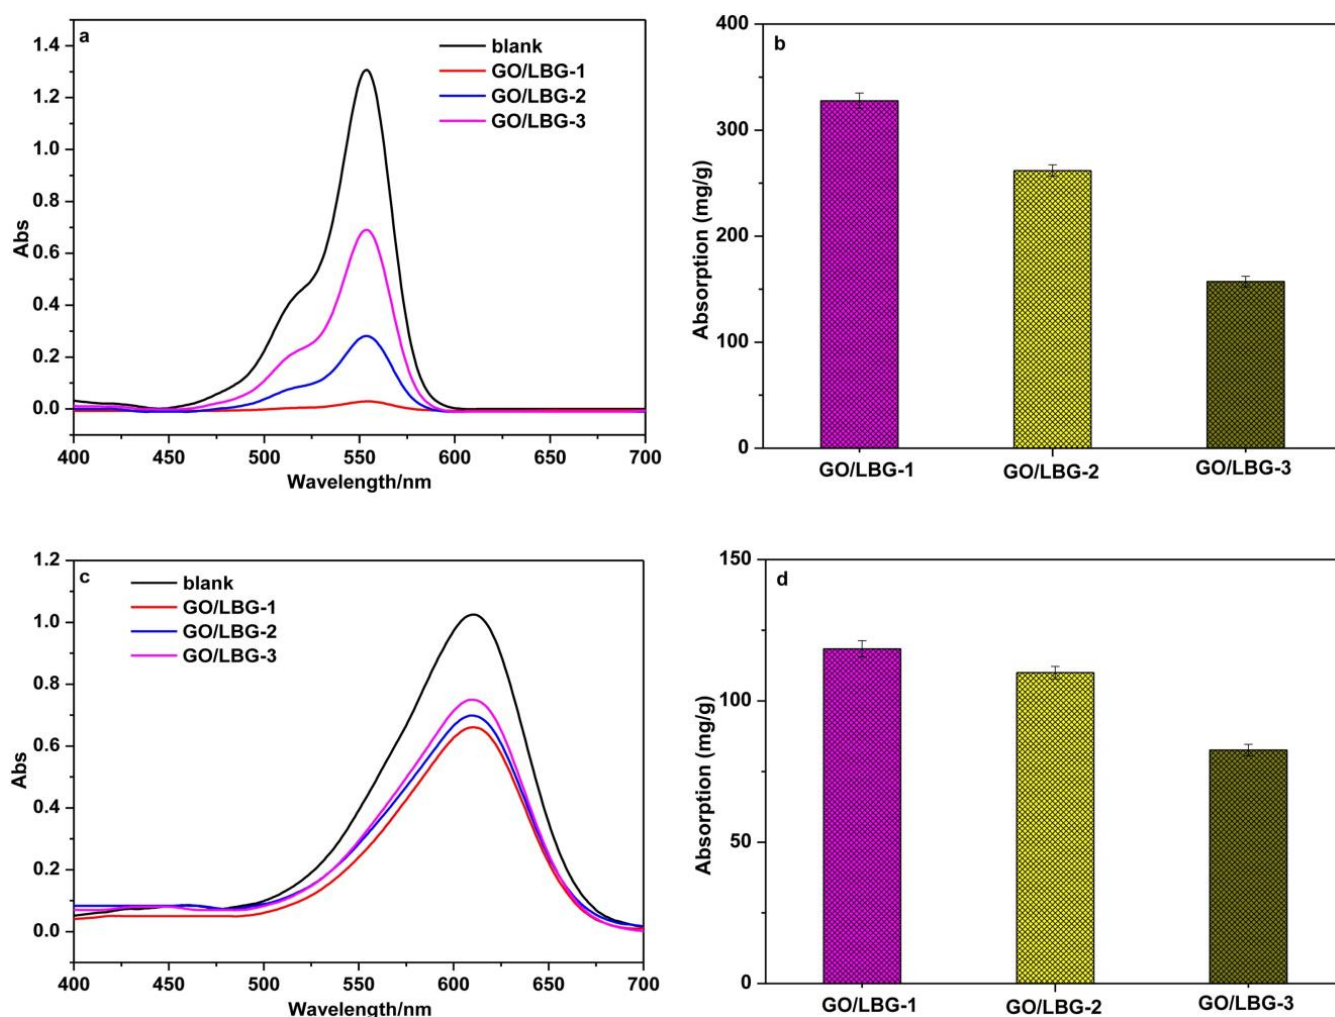 a
blank
GO/LBG-1
GO/LBG-2
GO/LBG-3
1.4
1.2
1.0
0.8
0.6
0.4
0.2
0.0
Abs
400 450 500 550 600 650 700
Wavelength/nm
b
400
300
200
100
0
Absorption (mg/g)
GO/LBG-1 GO/LBG-2 GO/LBG-3
c
blank
GO/LBG-1
GO/LBG-2
GO/LBG-3
1.2
1.0
0.8
0.6
0.4
0.2
0.0
Abs
400 450 500 550 600 650 700
Wavelength/nm
d
150
100
50
0
Absorption (mg/g)
GO/LBG-1 GO/LBG-2 GO/LBG-3